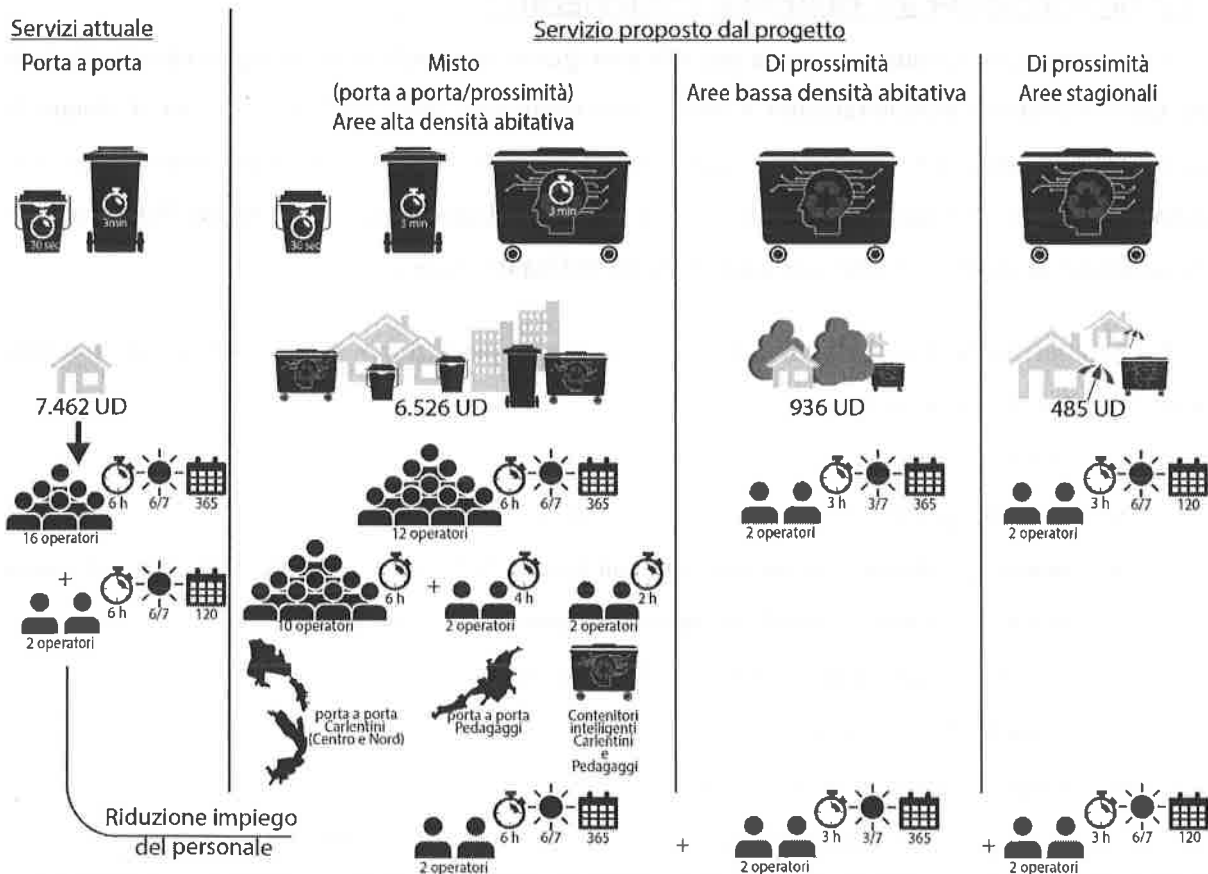 Servizi attuale
Porta a porta
30 sec
3min
7.462 UD
6 h
6/7
365
16 operatori
+
6 h
6/7
120
2 operatori
Servizio proposto dal progetto
Misto
(porta a porta/prossimità)
Aree alta densità abitativa
30 sec
3 min
3 min
6.526 UD
6 h
6/7
365
12 operatori
6 h
10 operatori
+
4 h
2 operatori
2 h
2 operatori
porta a porta
Carlentini
(Centro e Nord)
porta a porta
Pedagaggi
Contenitori
intelligenti
Carlentini
e
Pedagaggi
Di prossimità
Aree bassa densità abitativa
936 UD
3 h
3/7
365
2 operatori
Di prossimità
Aree stagionali
485 UD
3 h
6/7
120
2 operatori
Riduzione impiego
del personale
6 h
6/7
365
2 operatori
+
3 h
3/7
365
2 operatori
+
3 h
6/7
120
2 operatori